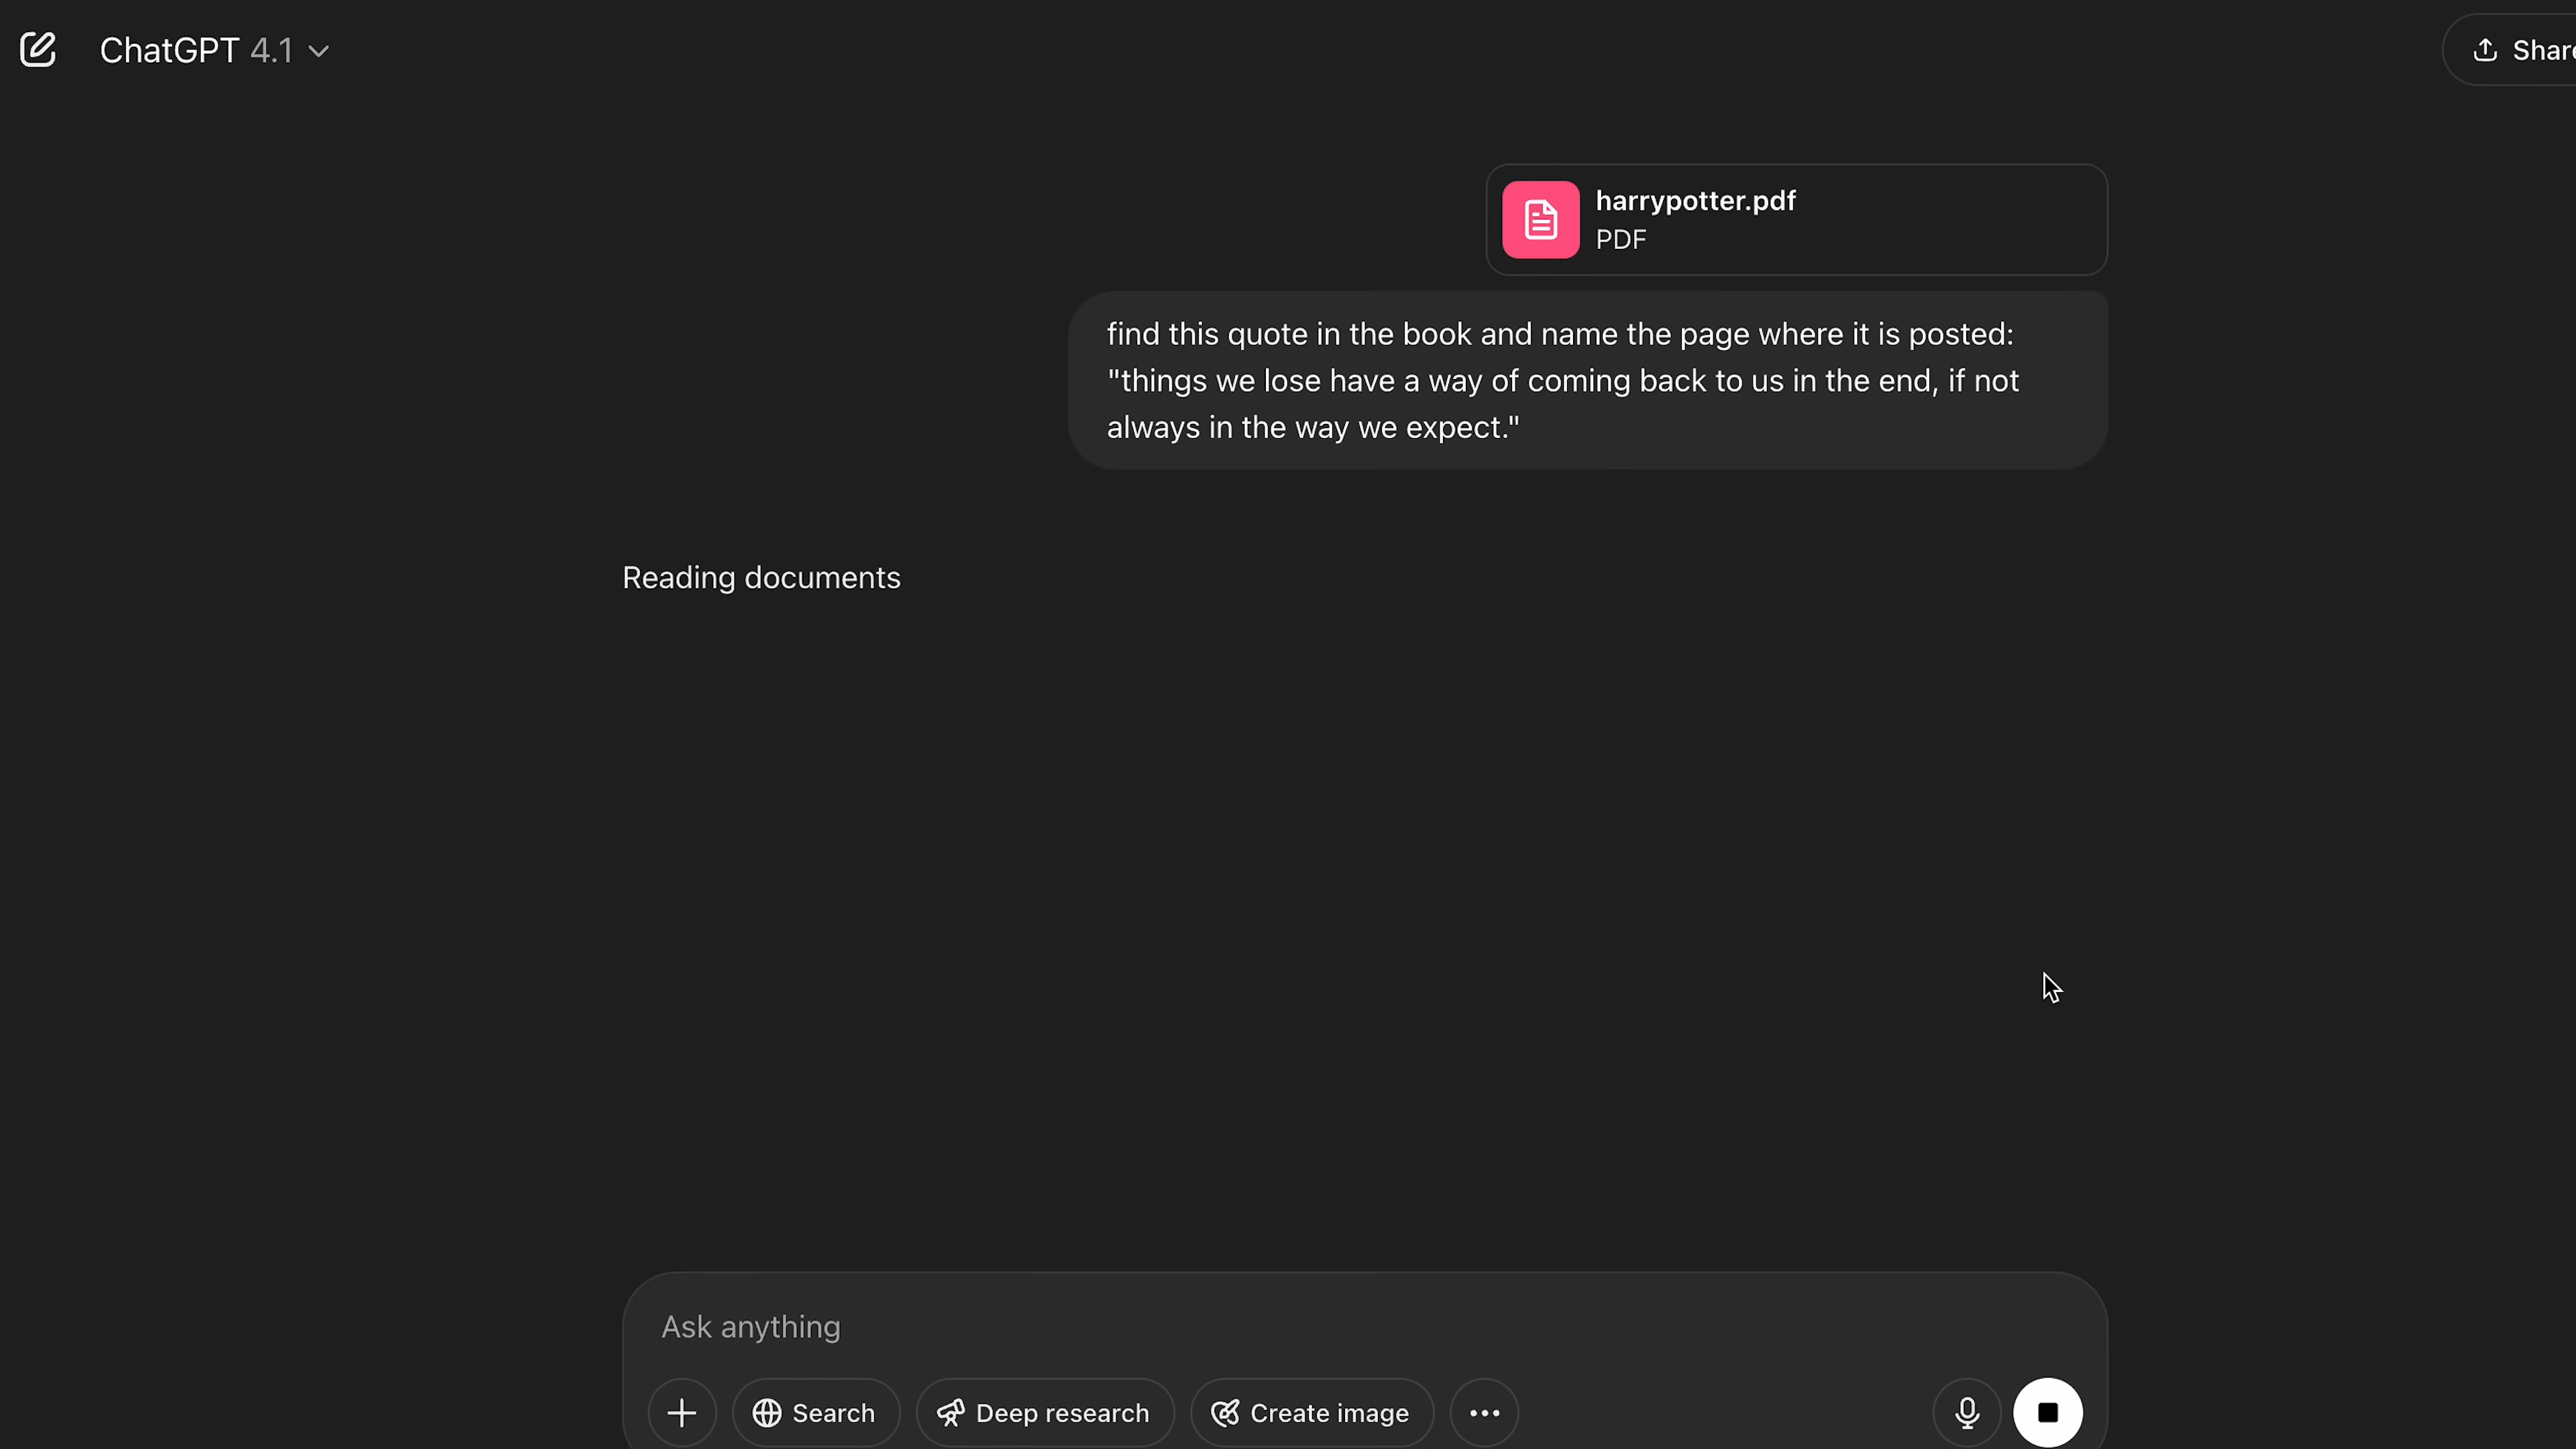 ChatGPT 4.1
Share
harrypotter.pdf
PDF
find this quote in the book and name the page where it is posted:
"things we lose have a way of coming back to us in the end, if not
always in the way we expect."
Reading documents
Ask anything
Search
Deep research
Create image